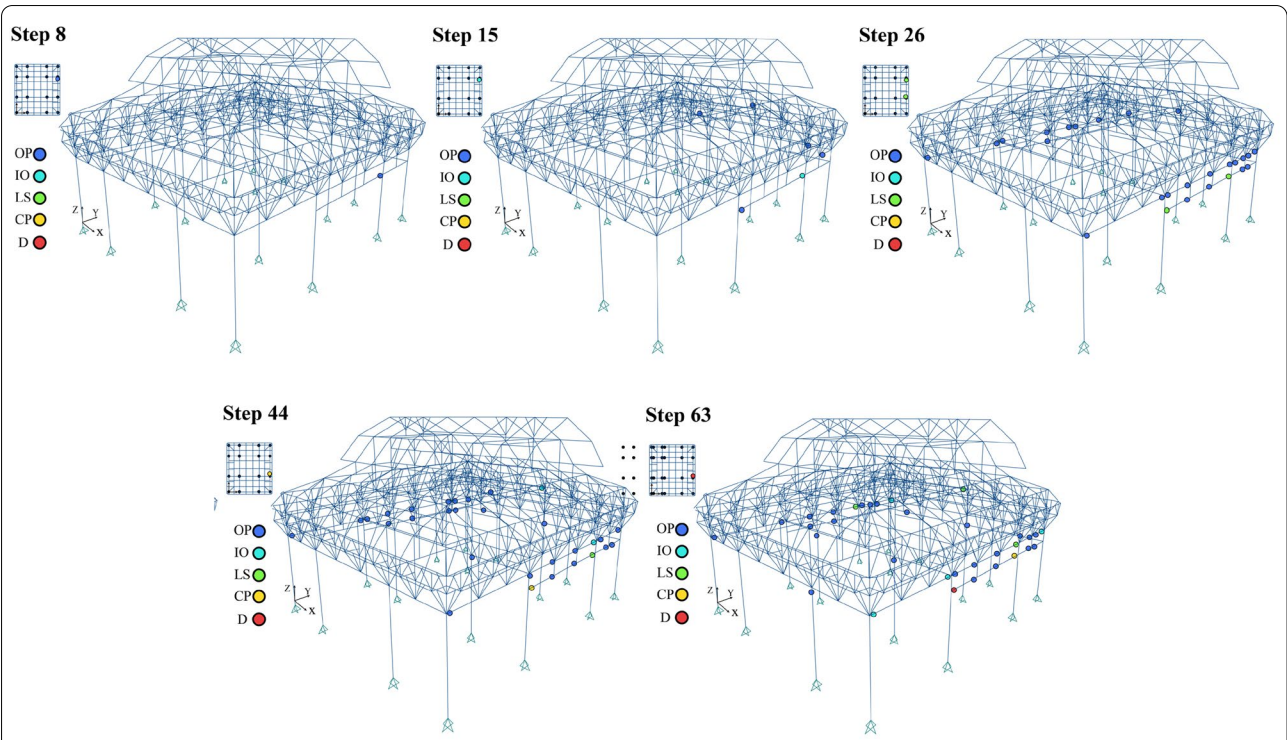 Step 8
OP
IO
LS
CP
D
Z
Y
X
Step 15
OP
IO
LS
CP
D
Z
Y
X
Step 26
OP
IO
LS
CP
D
Z
Y
X
Step 44
OP
IO
LS
CP
D
Z
Y
X
Step 63
OP
IO
LS
CP
D
Z
Y
X